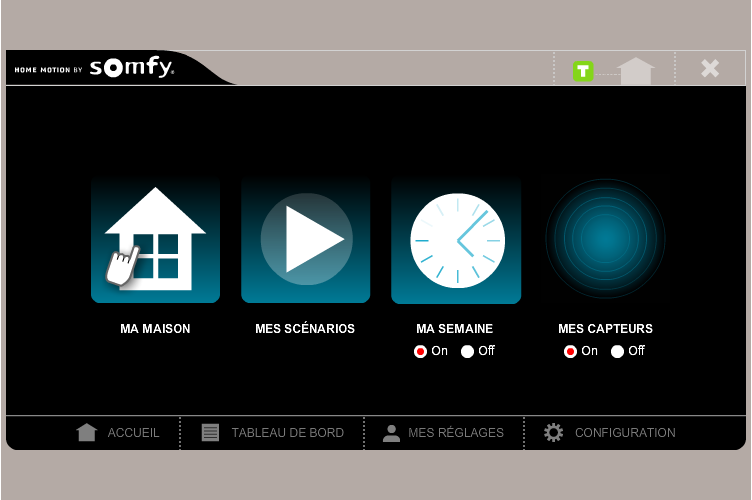 HOME MOTION BY somfy.
T
MA MAISON
MES SCÉNARIOS
MA SEMAINE
On Off
MES CAPTEURS
On Off
ACCUEIL
TABLEAU DE BORD
MES RÉGLAGES
CONFIGURATION